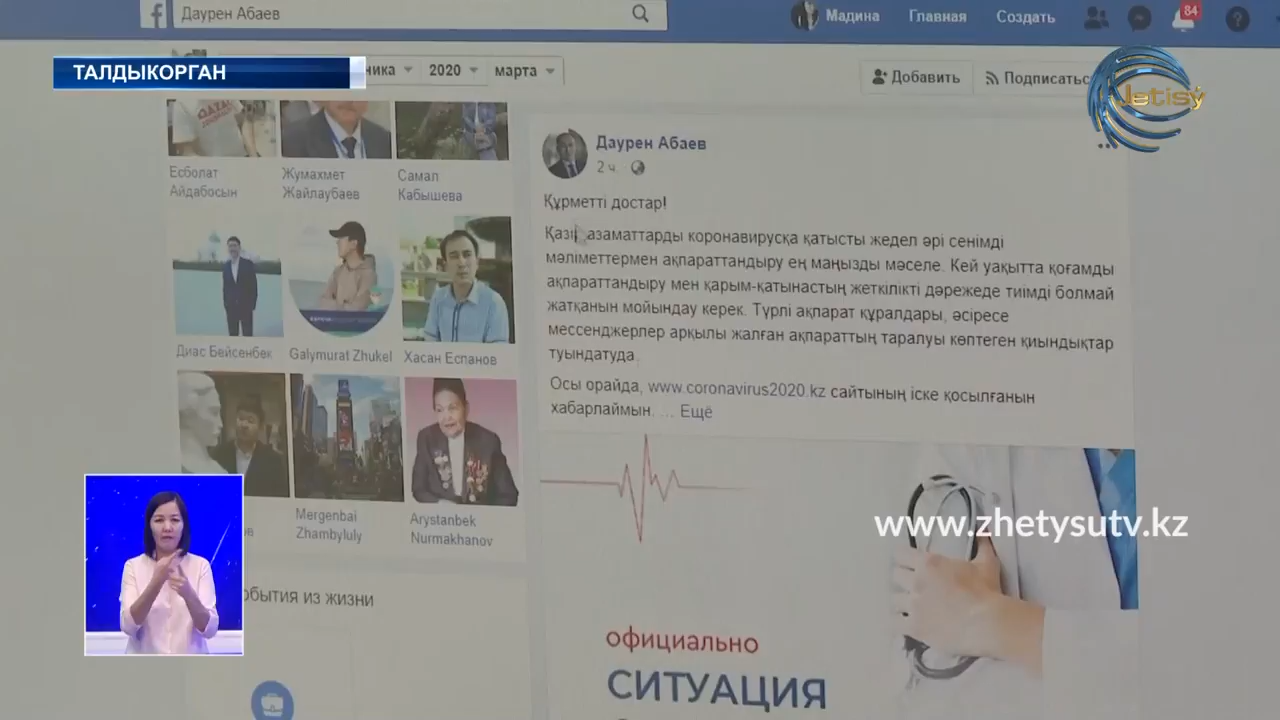 Даурен Абаев
Мадина
Главная
Создать
84
ТАЛДЫКОРГАН
ника
2020
марта
Добавить
Подписатьс
Jetisý
Есболат
Айдабосын
Жумахмет
Жайлаубаев
Самал
Кабышева
Диас Бейсенбек
Galymurat Zhukel
Хасан Еспанов
Mergenbai
Zhambyluly
Arystanbek
Nurmakhanov
обытия из жизни
Даурен Абаев
2 ч.
Құрметті достар!
Қазір азаматтарды коронавирусқа қатысты жедел әрі сенімді
мәліметтермен ақпараттандыру ең маңызды мәселе. Кей уақытта қоғамды
ақпараттандыру мен қарым-қатынастың жеткілікті дәрежеде тиімді болмай
жатқанын мойындау керек. Түрлі ақпарат құралдары, әсіресе
мессенджерлер арқылы жалған ақпараттың таралуы көптеген қиындықтар
туындатуда.
Осы орайда, www.coronavirus2020.kz сайтының іске қосылғанын
хабарлаймын. ... Ещё
www.zhetysutv.kz
официально
СИТУАЦИЯ